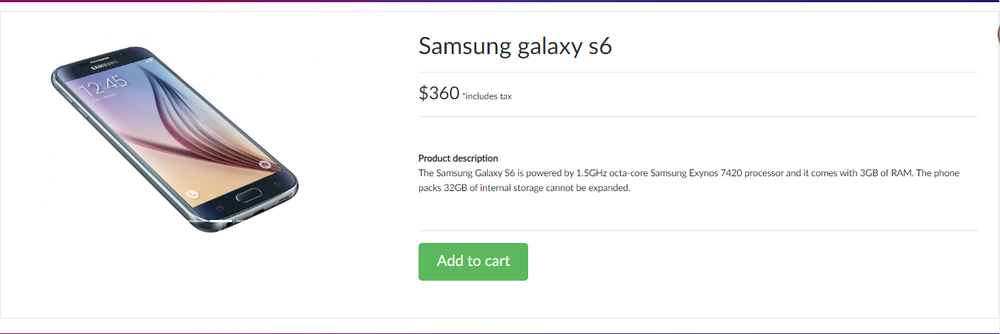 SAMSUNG
12:45
Samsung galaxy s6
$360 *includes tax
Product description
The Samsung Galaxy S6 is powered by 1.5GHz octa-core Samsung Exynos 7420 processor and it comes with 3GB of RAM. The phone
packs 32GB of internal storage cannot be expanded.
Add to cart